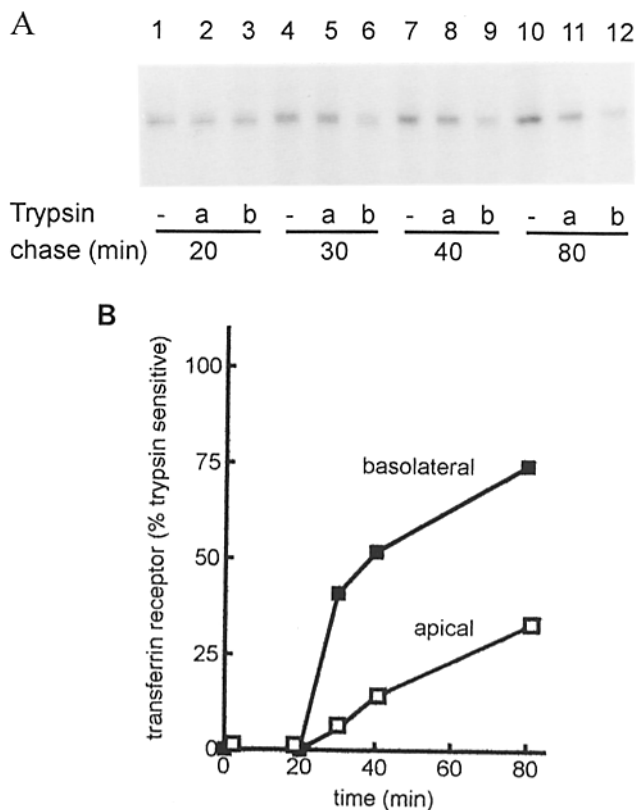 A
1 2 3 4 5 6 7 8 9 10 11 12
Trypsin - a b - a b - a b - a b
chase (min) 20 30 40 80
B
transferrin receptor (% trypsin sensitive)
100
75
50
25
0
basolateral
apical
0 20 40 60 80
time (min)